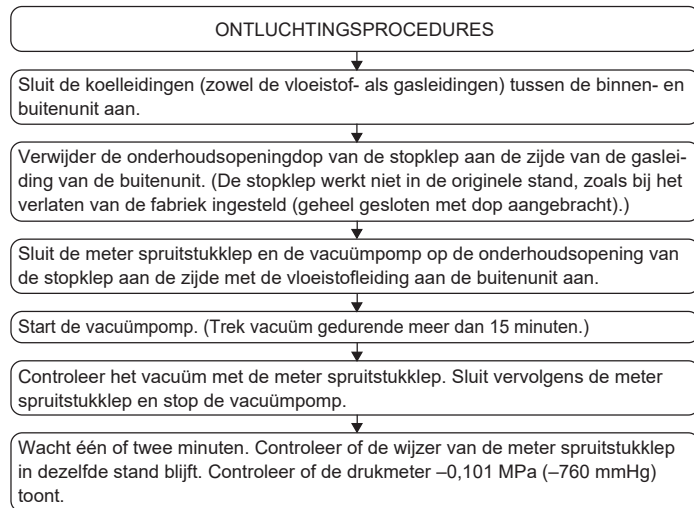 ONTLUCHTINGSPROCEDURES
Sluit de koelleidingen (zowel de vloeistof- als gasleidingen) tussen de binnen- en
buitenunit aan.
Verwijder de onderhoudsopeningdop van de stopklep aan de zijde van de gaslei-
ding van de buitenunit. (De stopklep werkt niet in de originele stand, zoals bij het
verlaten van de fabriek ingesteld (geheel gesloten met dop aangebracht).)
Sluit de meter spruitstukklep en de vacuümpomp op de onderhoudsopening van
de stopklep aan de zijde met de vloeistofleiding aan de buitenunit aan.
Start de vacuümpomp. (Trek vacuüm gedurende meer dan 15 minuten.)
Controleer het vacuüm met de meter spruitstukklep. Sluit vervolgens de meter
spruitstukklep en stop de vacuümpomp.
Wacht één of twee minuten. Controleer of de wijzer van de meter spruitstukklep
in dezelfde stand blijft. Controleer of de drukmeter –0,101 MPa (–760 mmHg)
toont.